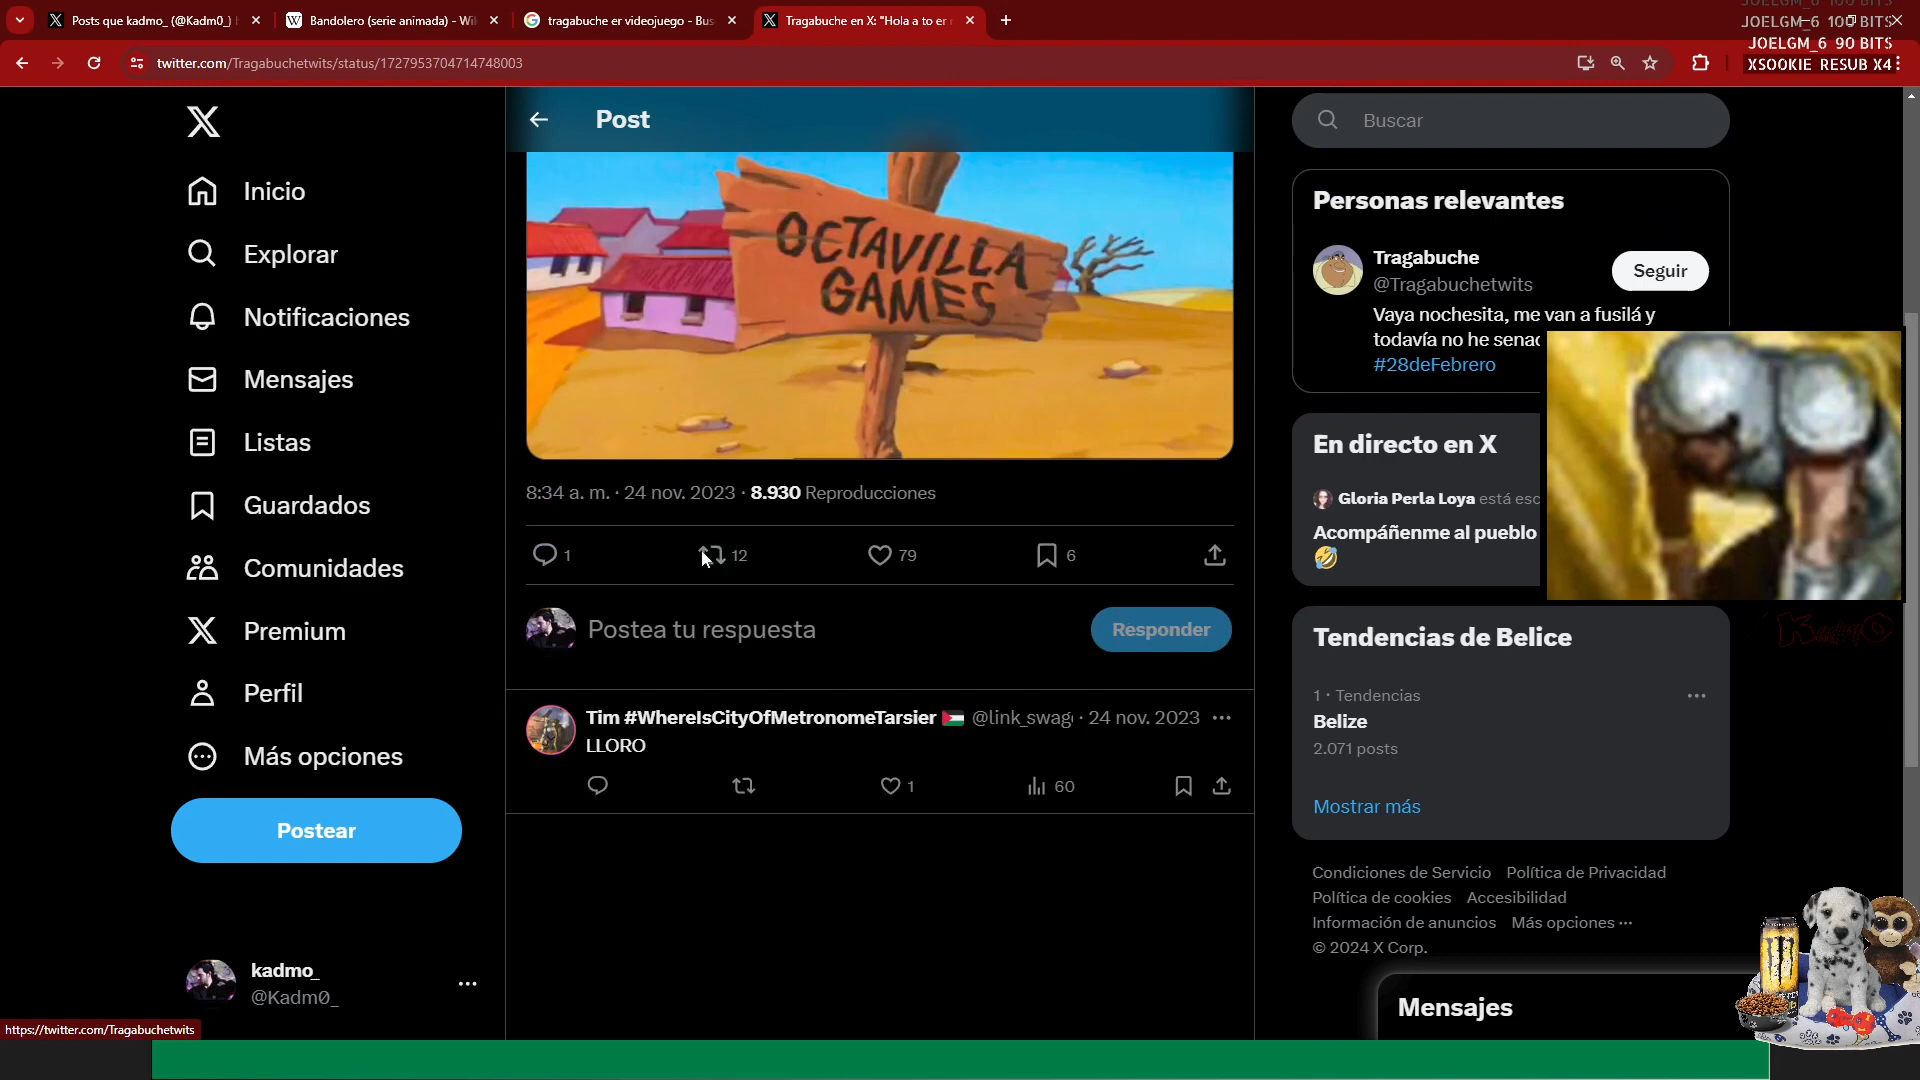 Posts que kadmo_ (@Kadm0_)
Bandolero (serie animada) - Wi
tragabuche er videojuego - Bus
Tragabuche en X: "Hola a to er
JOELGM_6 100 BITS
JOELGM_6 90 BITS
XSOOKIE RESUB X4
twitter.com/Tragabuchetwits/status/1727953704714748003
Inicio
Explorar
Notificaciones
Mensajes
Listas
Guardados
Comunidades
Premium
Perfil
Más opciones
Postear
kadmo_
@Kadm0_
https://twitter.com/Tragabuchetwits
Post
OCTAVILLA
GAMES
8:34 a. m. · 24 nov. 2023 · 8.930 Reproducciones
1 12 79 6
Postea tu respuesta
Responder
Tim #WhereIsCityOfMetronomeTarsier @link_swag · 24 nov. 2023
LLORO
1 60
Buscar
Personas relevantes
Tragabuche
@Tragabuchetwits
Seguir
Vaya nochesita, me van a fusilá y
todavía no he senao
#28deFebrero
En directo en X
Gloria Perla Loya está esc
Acompáñenme al pueblo
Tendencias de Belice
1 · Tendencias
Belize
2.071 posts
Mostrar más
Condiciones de Servicio Política de Privacidad
Política de cookies Accesibilidad
Información de anuncios Más opciones
© 2024 X Corp.
Mensajes